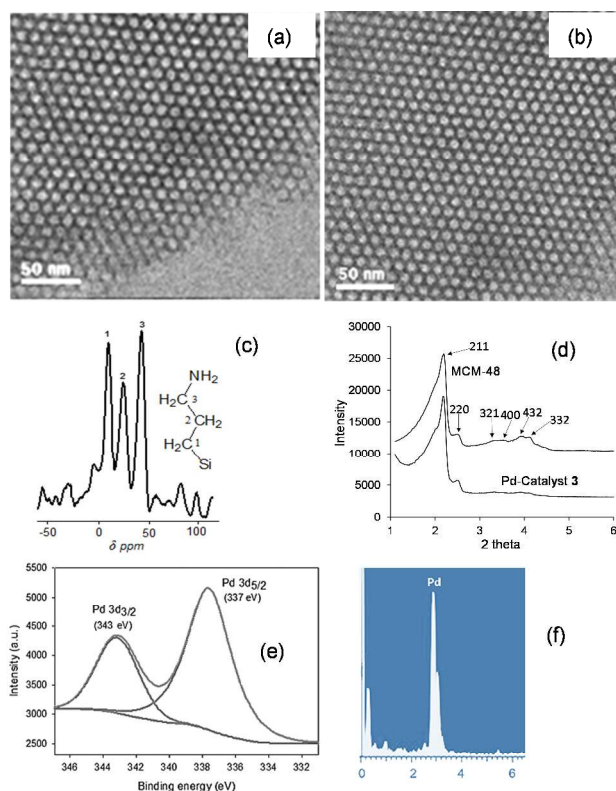 (a)
50 nm
(b)
50 nm
(c)
1
2
3
NH2
H2C
3
2
CH2
H2C
1
Si
-50
0
50
100
δ ppm
(d)
30000
25000
20000
15000
10000
5000
0
Intensity
211
MCM-48
220
321
400
432
332
Pd-Catalyst 3
1
2
3
4
5
6
2 theta
(e)
5500
5000
4500
4000
3500
3000
2500
Intensity (a.u.)
Pd 3d3/2
(343 eV)
Pd 3d5/2
(337 eV)
346
344
342
340
338
336
334
332
Binding energy (eV)
(f)
Pd
0
1
2
3
4
5
6